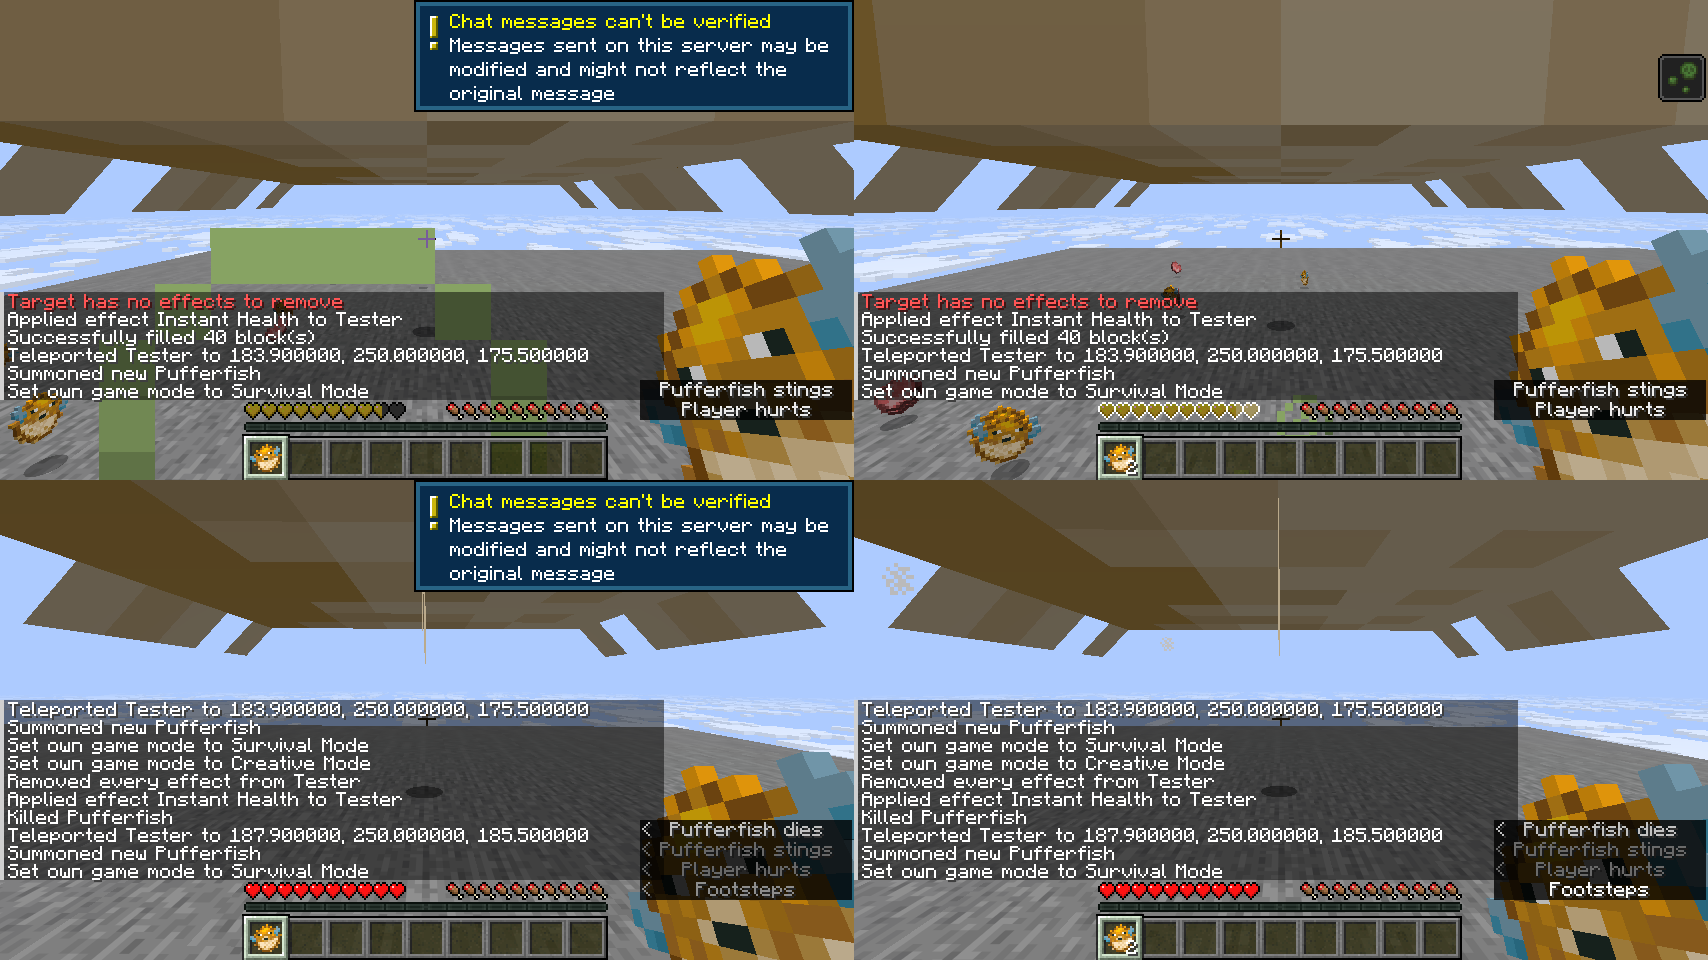 Chat messages can't be verified
Messages sent on this server may be
modified and might not reflect the
original message
Target has no effects to remove
Applied effect Instant Health to Tester
Successfully filled 40 block(s)
Teleported Tester to 183.900000, 250.000000, 175.500000
Summoned new Pufferfish
Set own game mode to Survival Mode
Pufferfish stings
Player hurts
Target has no effects to remove
Applied effect Instant Health to Tester
Successfully filled 40 block(s)
Teleported Tester to 183.900000, 250.000000, 175.500000
Summoned new Pufferfish
Set own game mode to Survival Mode
Pufferfish stings
Player hurts
2
Chat messages can't be verified
Messages sent on this server may be
modified and might not reflect the
original message
Teleported Tester to 183.900000, 250.000000, 175.500000
Summoned new Pufferfish
Set own game mode to Survival Mode
Set own game mode to Creative Mode
Removed every effect from Tester
Applied effect Instant Health to Tester
Killed Pufferfish
Teleported Tester to 187.900000, 250.000000, 185.500000
Summoned new Pufferfish
Set own game mode to Survival Mode
< Pufferfish dies
< Pufferfish stings
< Player hurts
< Footsteps
Teleported Tester to 183.900000, 250.000000, 175.500000
Summoned new Pufferfish
Set own game mode to Survival Mode
Set own game mode to Creative Mode
Removed every effect from Tester
Applied effect Instant Health to Tester
Killed Pufferfish
Teleported Tester to 187.900000, 250.000000, 185.500000
Summoned new Pufferfish
Set own game mode to Survival Mode
< Pufferfish dies
< Pufferfish stings
< Player hurts
Footsteps
2